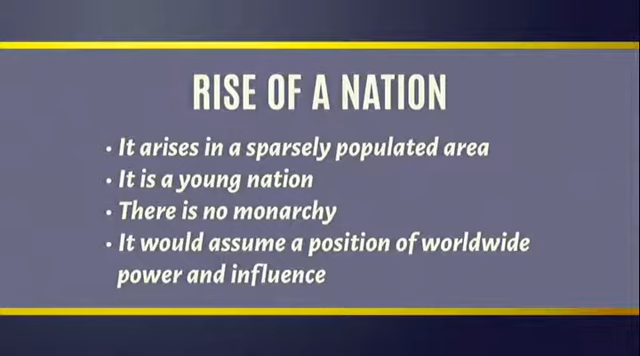 RISE OF A NATION
• It arises in a sparsely populated area
• It is a young nation
• There is no monarchy
• It would assume a position of worldwide
power and influence